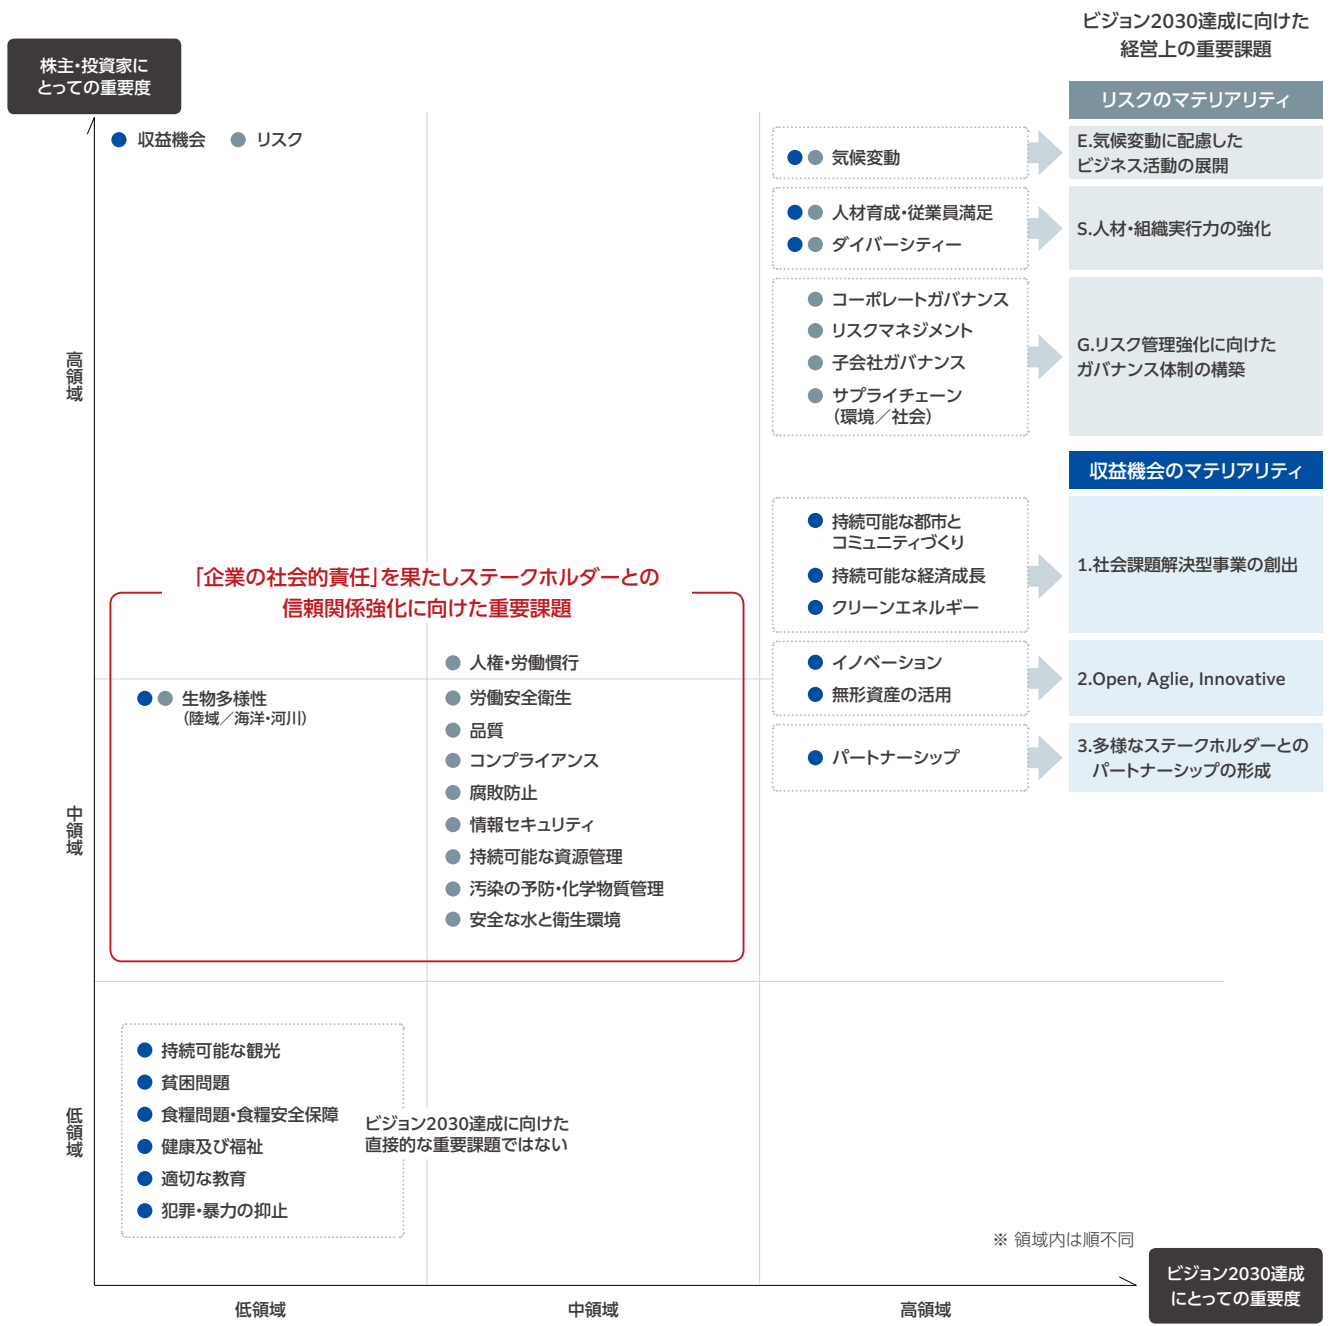 ビジョン2030達成に向けた
経営上の重要課題
株主・投資家に
とっての重要度
収益機会
リスク
リスクのマテリアリティ
気候変動
E.気候変動に配慮した
ビジネス活動の展開
人材育成・従業員満足
ダイバーシティー
S.人材・組織実行力の強化
コーポレートガバナンス
リスクマネジメント
子会社ガバナンス
サプライチェーン
（環境／社会）
G.リスク管理強化に向けた
ガバナンス体制の構築
高領域
収益機会のマテリアリティ
持続可能な都市と
コミュニティづくり
持続可能な経済成長
クリーンエネルギー
1.社会課題解決型事業の創出
イノベーション
無形資産の活用
2.Open, Aglie, Innovative
パートナーシップ
3.多様なステークホルダーとの
パートナーシップの形成
「企業の社会的責任」を果たしステークホルダーとの
信頼関係強化に向けた重要課題
人権・労働慣行
生物多様性
（陸域／海洋・河川）
労働安全衛生
品質
コンプライアンス
腐敗防止
情報セキュリティ
持続可能な資源管理
汚染の予防・化学物質管理
安全な水と衛生環境
中領域
持続可能な観光
貧困問題
食糧問題・食糧安全保障
健康及び福祉
適切な教育
犯罪・暴力の抑止
ビジョン2030達成に向けた
直接的な重要課題ではない
低領域
※ 領域内は順不同
ビジョン2030達成
にとっての重要度
低領域
中領域
高領域